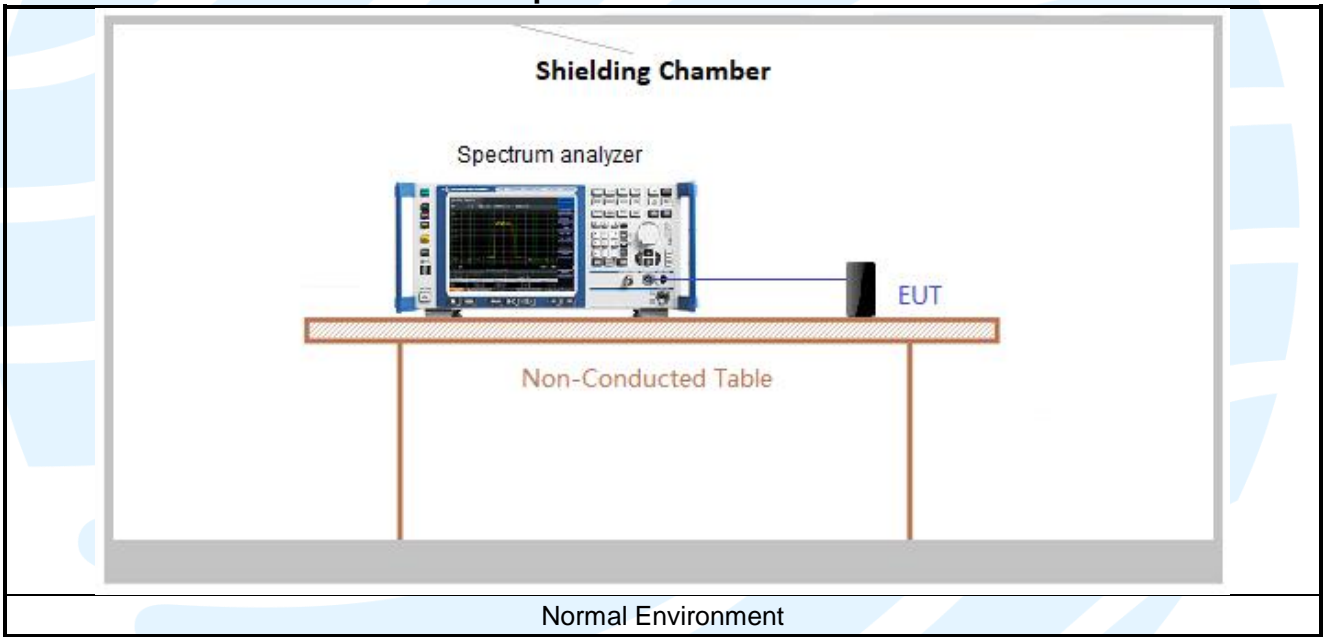 Shielding Chamber
Spectrum analyzer
EUT
Non-Conducted Table
Normal Environment